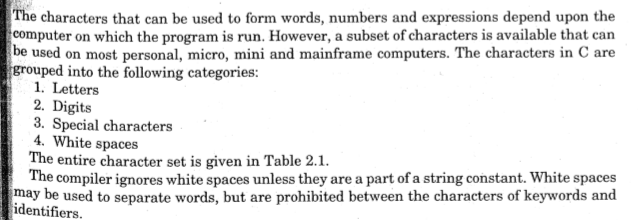 The characters that can be used to form words, numbers and expressions depend upon the
computer on which the program is run. However, a subset of characters is available that can
be used on most personal, micro, mini and mainframe computers. The characters in C are
grouped into the following categories:
1. Letters
2. Digits
3. Special characters
4. White spaces
The entire character set is given in Table 2.1.
The compiler ignores white spaces unless they are a part of a string constant. White spaces
may be used to separate words, but are prohibited between the characters of keywords and
identifiers.